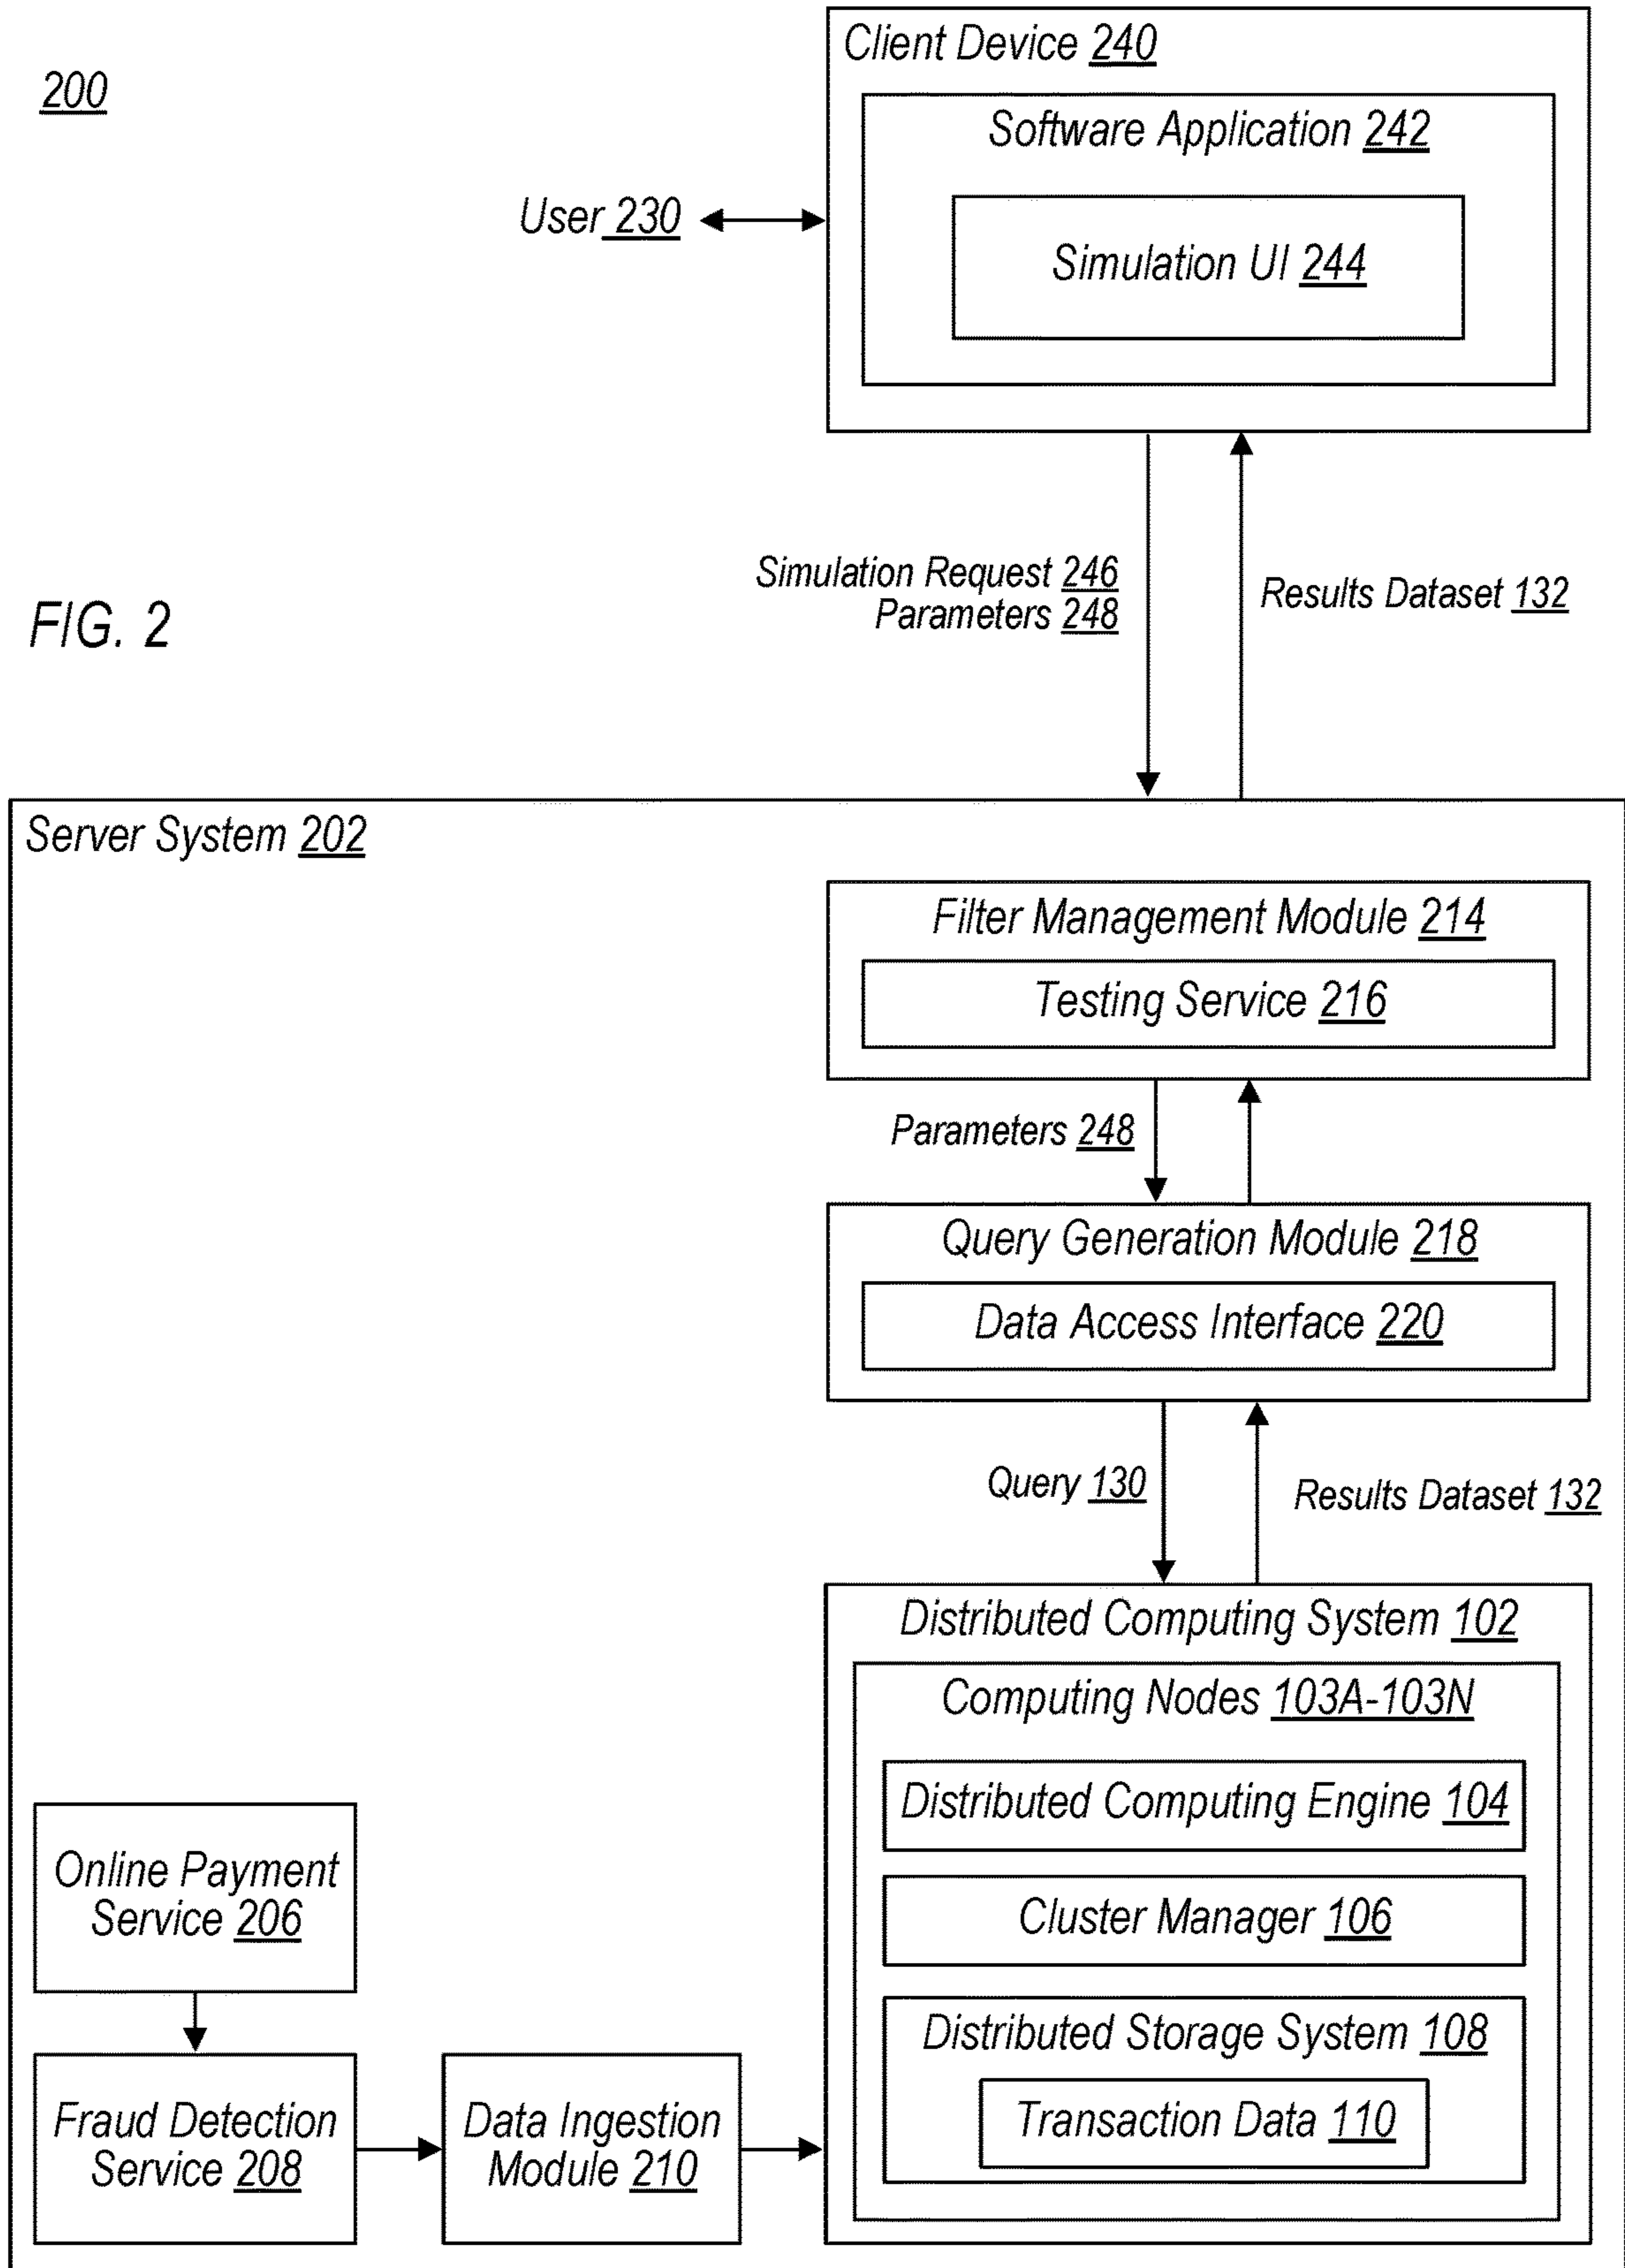 200
Client Device 240
Software Application 242
User 230
Simulation UI 244
Simulation Request 246
Parameters 248
Results Dataset 132
FIG. 2
Server System 202
Filter Management Module 214
Testing Service 216
Parameters 248
Query Generation Module 218
Data Access Interface 220
Query 130
Results Dataset 132
Distributed Computing System 102
Computing Nodes 103A-103N
Distributed Computing Engine 104
Cluster Manager 106
Distributed Storage System 108
Transaction Data 110
Online Payment
Service 206
Fraud Detection
Service 208
Data Ingestion
Module 210